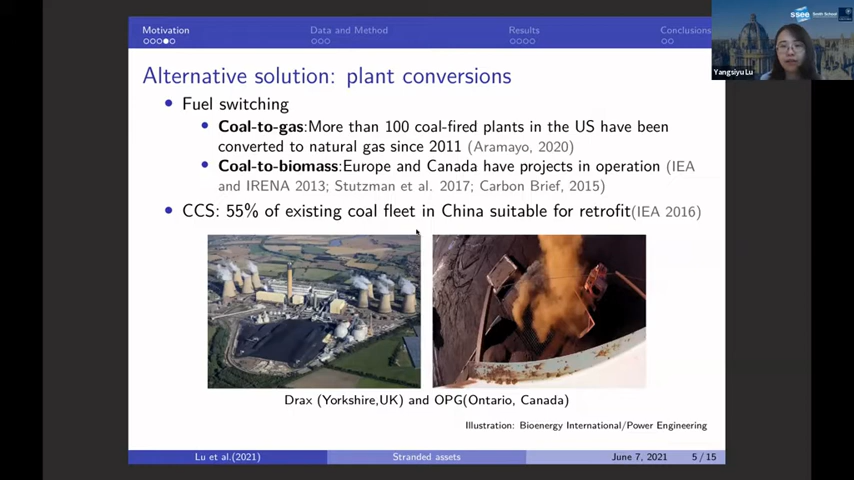 Motivation
Data and Method
Results
Conclusions
ssee
Smith School
Yangsiyu Lu
Alternative solution: plant conversions
Fuel switching
Coal-to-gas:More than 100 coal-fired plants in the US have been
converted to natural gas since 2011 (Aramayo, 2020)
Coal-to-biomass:Europe and Canada have projects in operation (IEA
and IRENA 2013; Stutzman et al. 2017; Carbon Brief, 2015)
CCS: 55% of existing coal fleet in China suitable for retrofit(IEA 2016)
Drax (Yorkshire,UK) and OPG(Ontario, Canada)
Illustration: Bioenergy International/Power Engineering
Lu et al.(2021)
Stranded assets
June 7, 2021
5 / 15